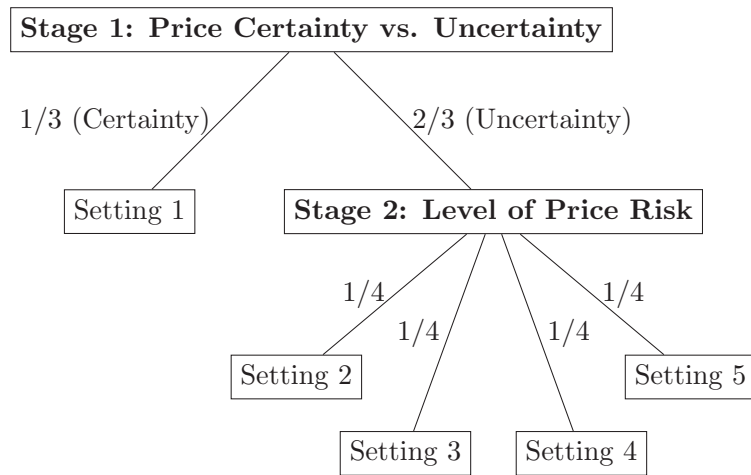 Stage 1: Price Certainty vs. Uncertainty
1/3 (Certainty)
2/3 (Uncertainty)
Setting 1
Stage 2: Level of Price Risk
1/4
1/4
1/4
1/4
Setting 2
Setting 5
Setting 3
Setting 4